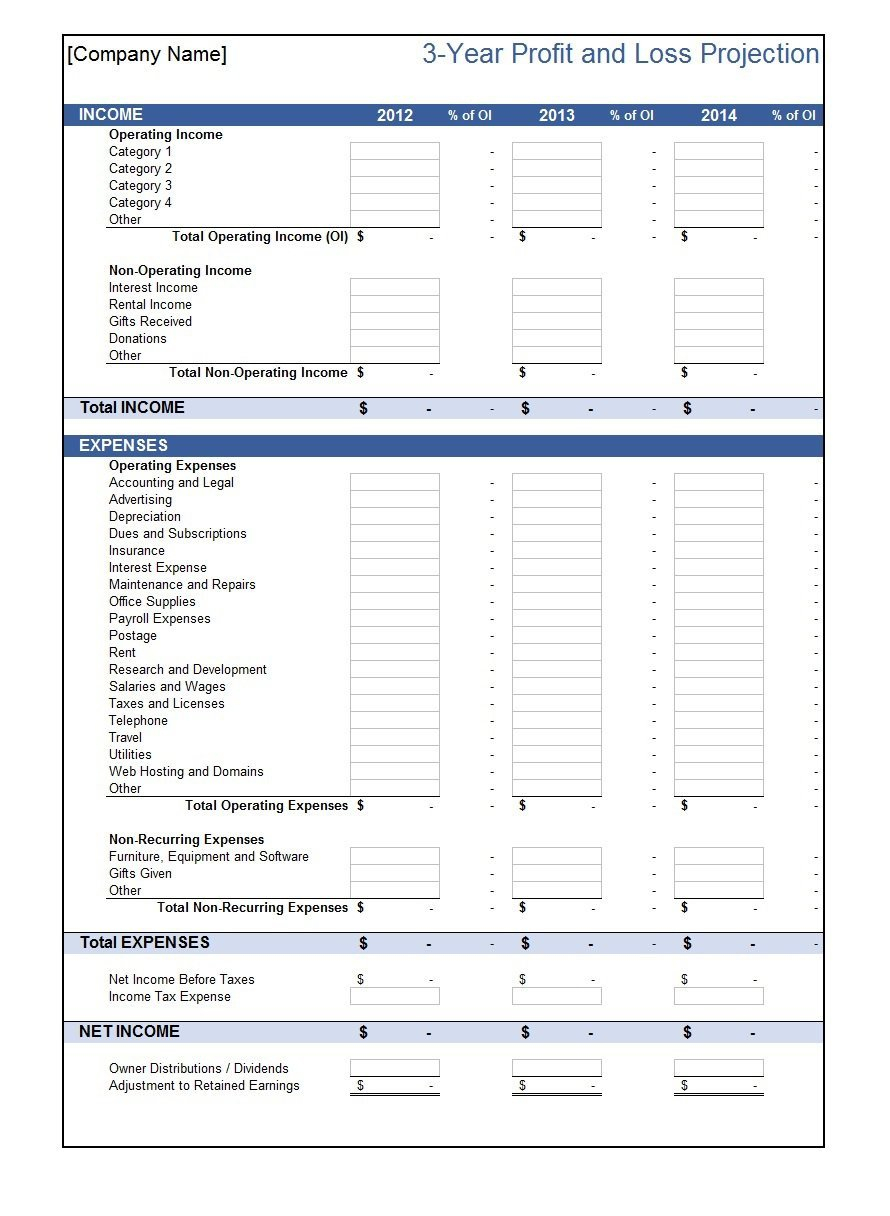 [Company Name] 3-Year Profit and Loss Projection
INCOME 2012 % of OI 2013 % of OI 2014 % of OI
Operating Income
Category 1 - - -
Category 2 - - -
Category 3 - - -
Category 4 - - -
Other - - -
Total Operating Income (OI) $ - - $ - - $ - -
Non-Operating Income
Interest Income
Rental Income
Gifts Received
Donations
Other
Total Non-Operating Income $ - $ - $ -
Total INCOME $ - - $ - - $ - -
EXPENSES
Operating Expenses
Accounting and Legal - - -
Advertising - - -
Depreciation - - -
Dues and Subscriptions - - -
Insurance - - -
Interest Expense - - -
Maintenance and Repairs - - -
Office Supplies - - -
Payroll Expenses - - -
Postage - - -
Rent - - -
Research and Development - - -
Salaries and Wages - - -
Taxes and Licenses - - -
Telephone - - -
Travel - - -
Utilities - - -
Web Hosting and Domains - - -
Other - - -
Total Operating Expenses $ - - $ - - $ - -
Non-Recurring Expenses
Furniture, Equipment and Software - - -
Gifts Given - - -
Other - - -
Total Non-Recurring Expenses $ - - $ - - $ - -
Total EXPENSES $ - - $ - - $ - -
Net Income Before Taxes $ - $ - $ -
Income Tax Expense
NET INCOME $ - $ - $ -
Owner Distributions / Dividends
Adjustment to Retained Earnings $ - $ - $ -